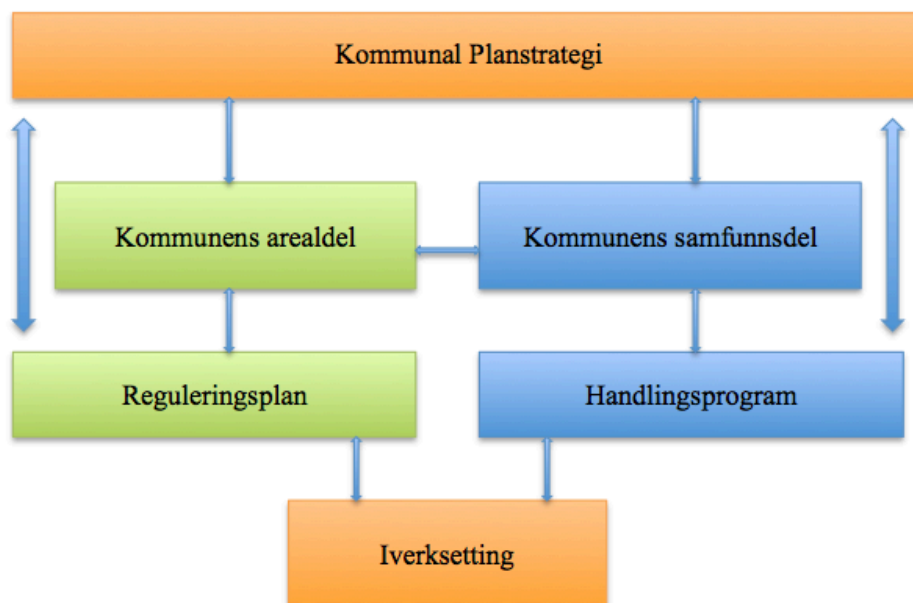 Kommunal Planstrategi
Kommunens arealdel
Kommunens samfunnsdel
Reguleringsplan
Handlingsprogram
Iverksetting